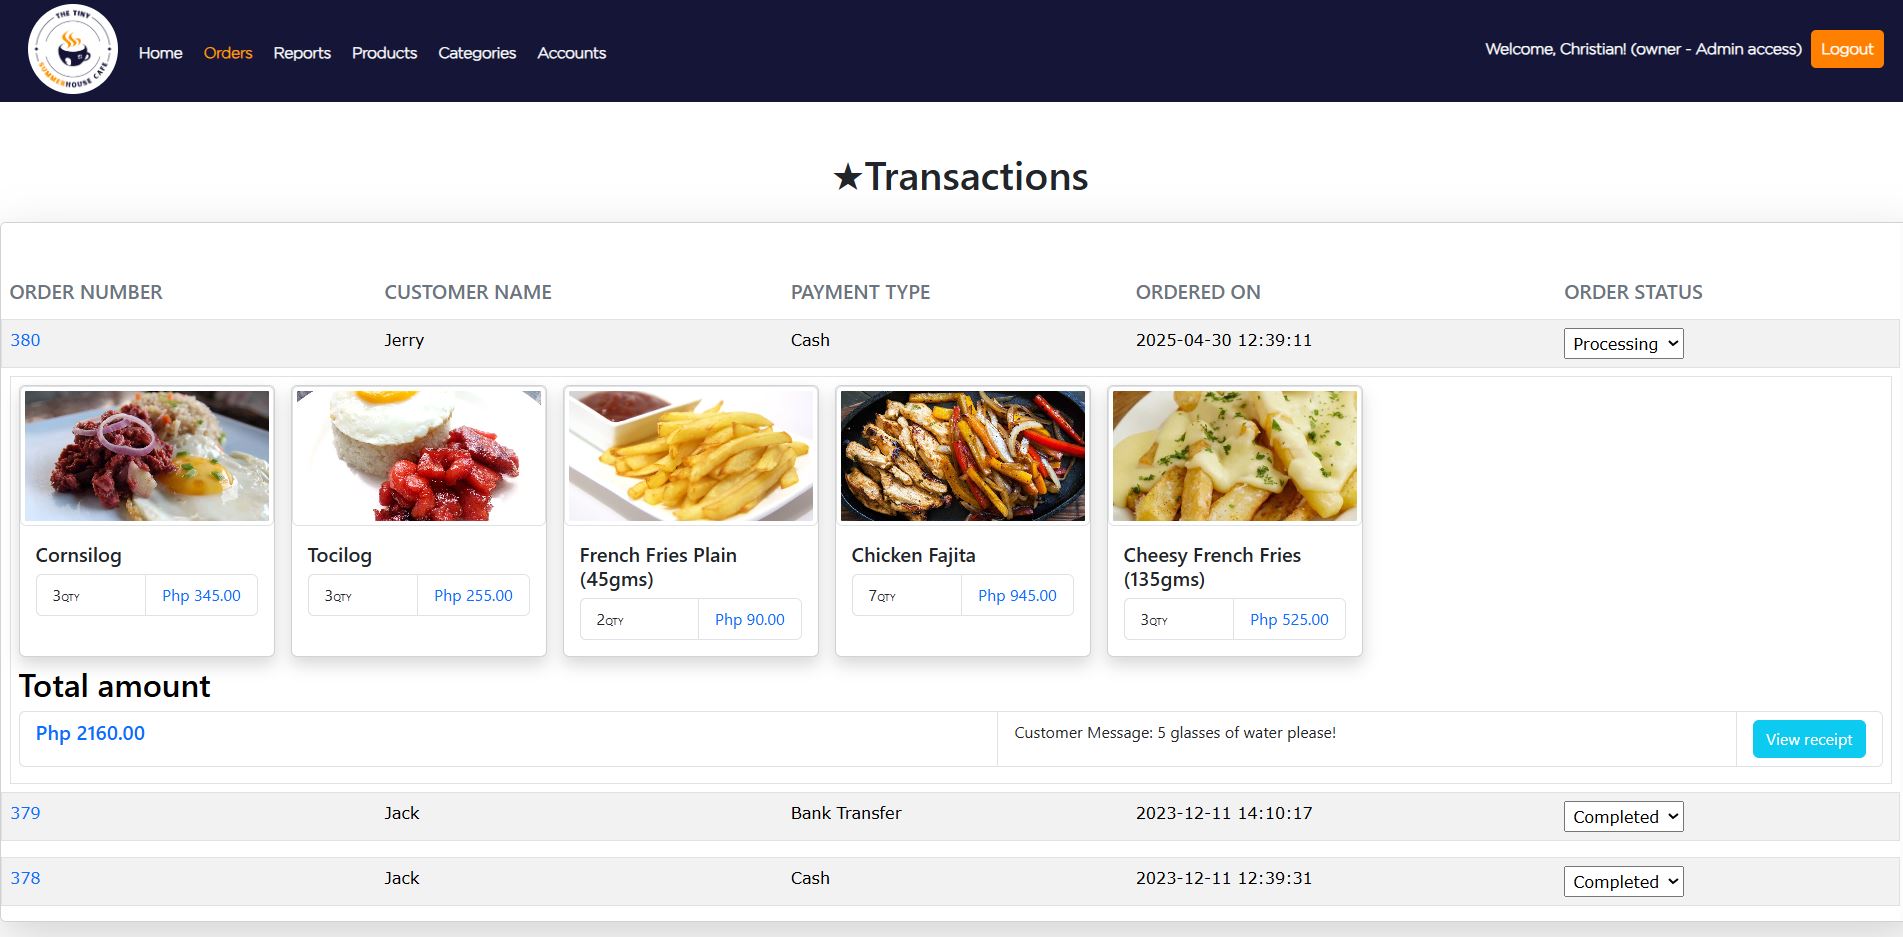 THE TINY
SUMMERHOUSE CAFE
Home Orders Reports Products Categories Accounts
Welcome, Christian! (owner - Admin access) Logout
★Transactions
ORDER NUMBER CUSTOMER NAME PAYMENT TYPE ORDERED ON ORDER STATUS
380 Jerry Cash 2025-04-30 12:39:11 Processing
Cornsilog
3QTY Php 345.00
Tocilog
3QTY Php 255.00
French Fries Plain
(45gms)
2QTY Php 90.00
Chicken Fajita
7QTY Php 945.00
Cheesy French Fries
(135gms)
3QTY Php 525.00
Total amount
Php 2160.00 Customer Message: 5 glasses of water please! View receipt
379 Jack Bank Transfer 2023-12-11 14:10:17 Completed
378 Jack Cash 2023-12-11 12:39:31 Completed